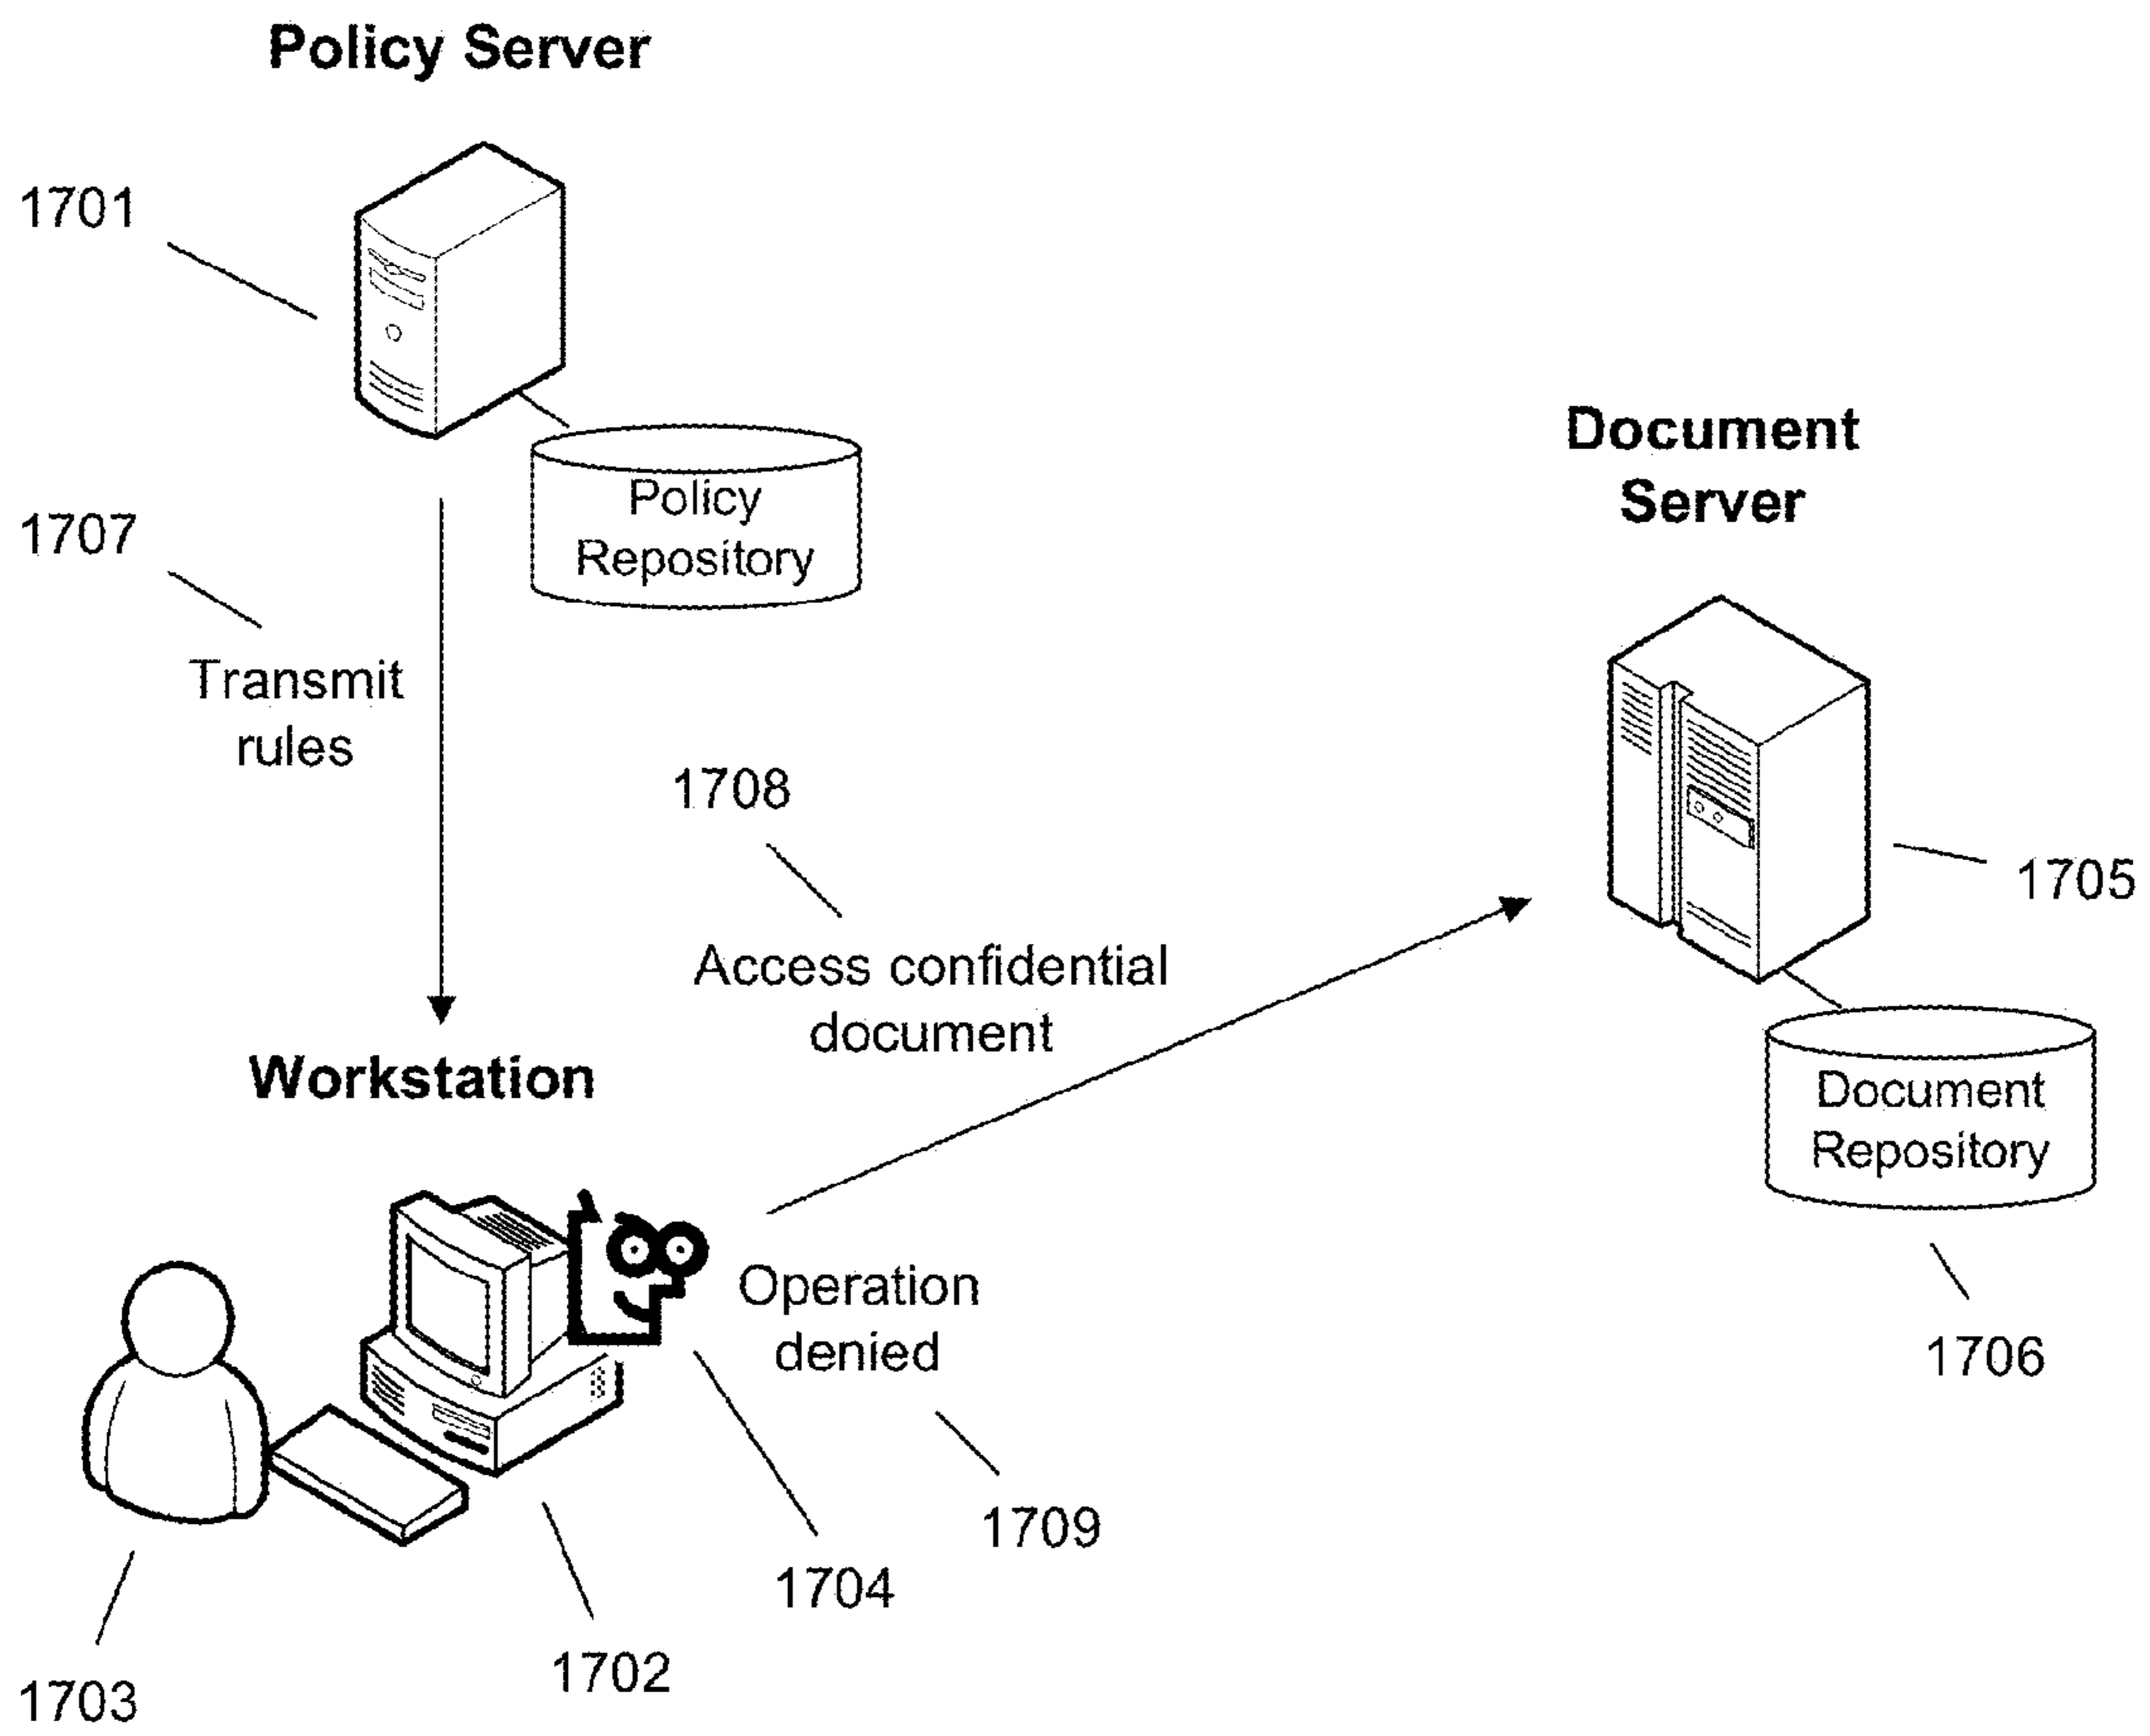 Policy Server
1701
Policy
Repository
1707
Transmit
rules
Document
Server
1705
1708
Access confidential
document
Workstation
Document
Repository
1706
Operation
denied
1709
1704
1702
1703